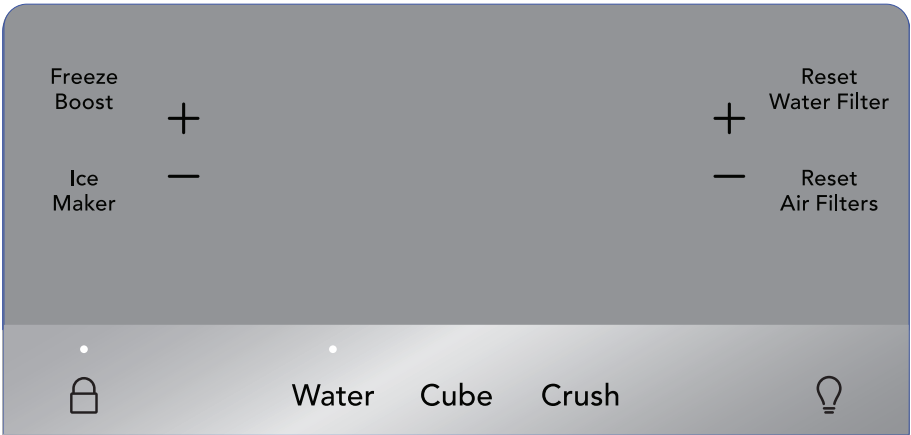 Freeze
Boost
+
Ice
Maker
−
+
Reset
Water Filter
−
Reset
Air Filters
Water
Cube
Crush